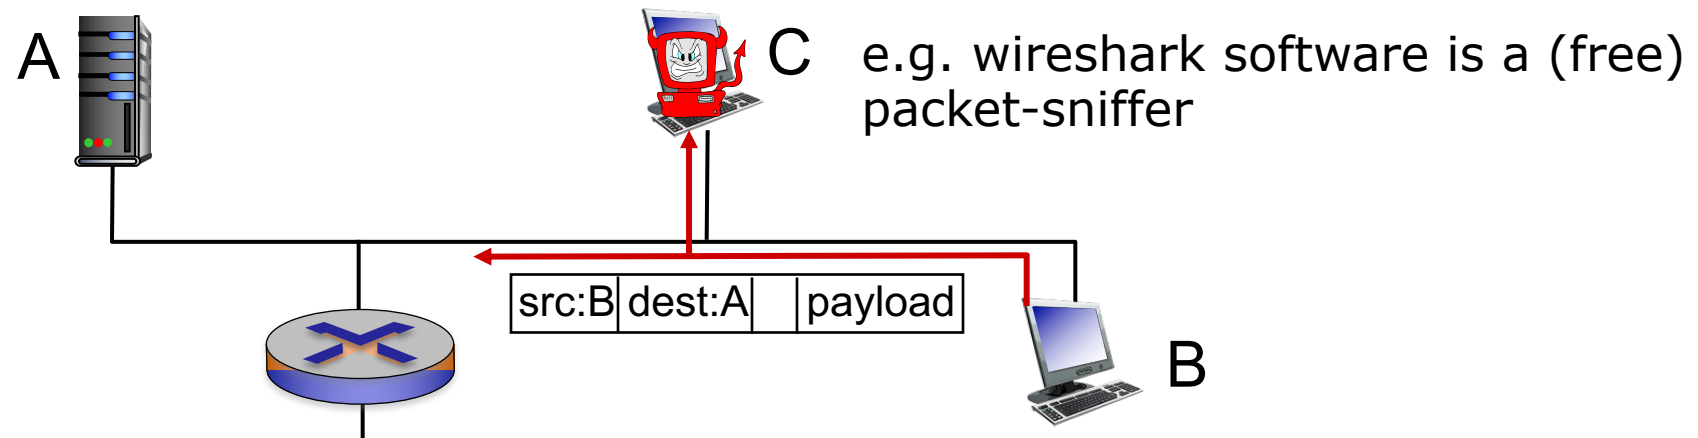 A
C
e.g. wireshark software is a (free)
packet-sniffer
src:B dest:A payload
B